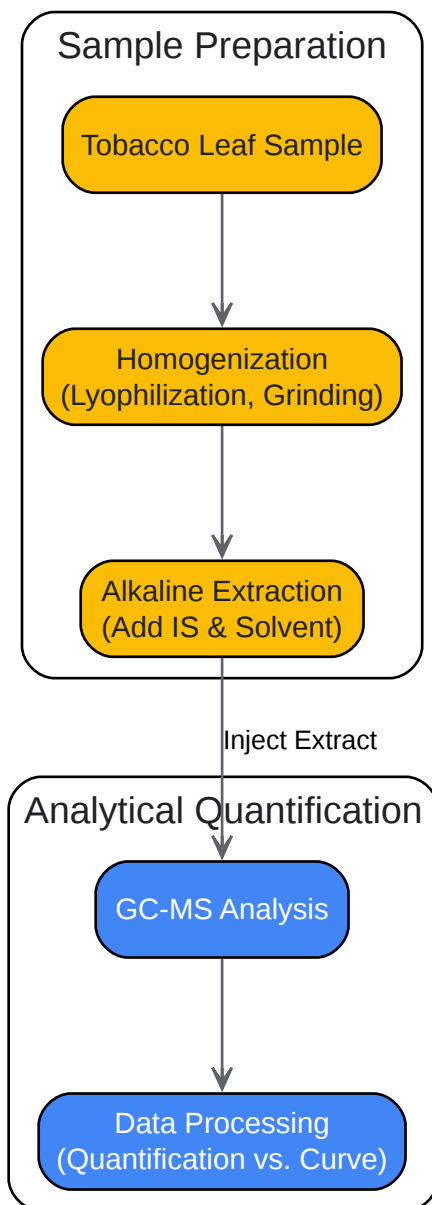 Sample Preparation
Tobacco Leaf Sample
Homogenization
(Lyophilization, Grinding)
Alkaline Extraction
(Add IS & Solvent)
Inject Extract
Analytical Quantification
GC-MS Analysis
Data Processing
(Quantification vs. Curve)